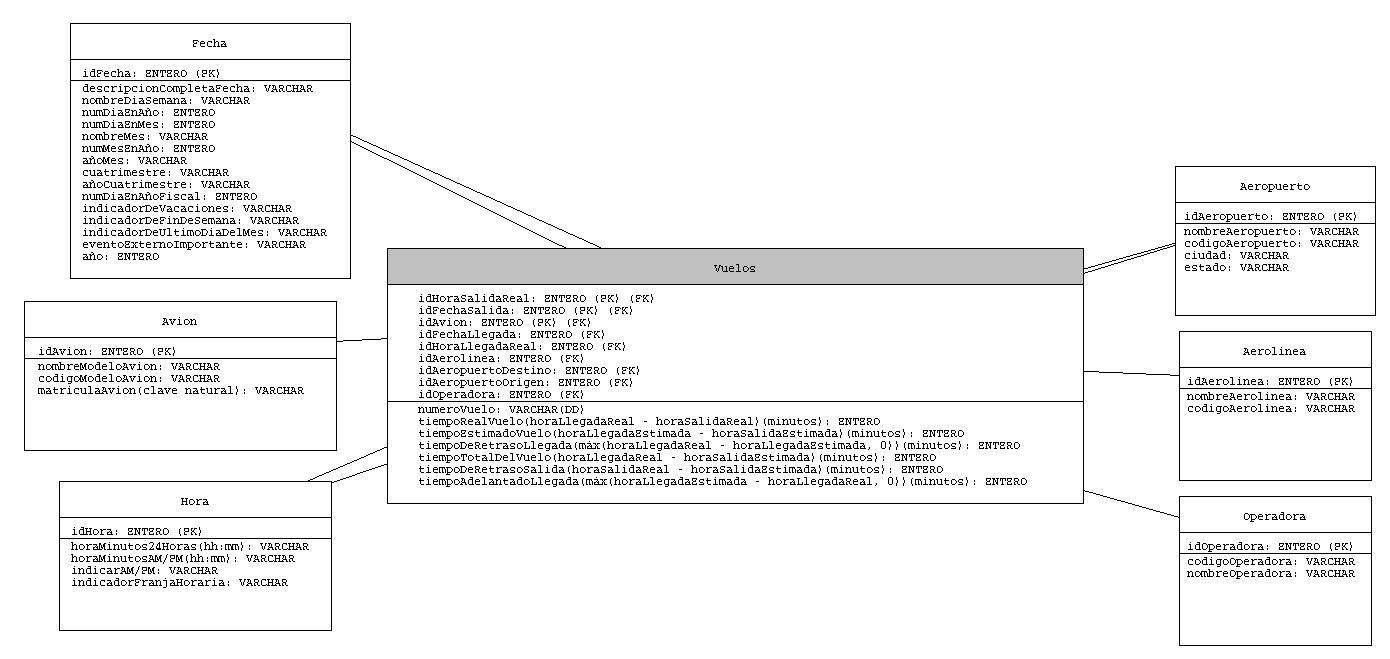 Fecha
idFecha: ENTERO (PK)
descripcionCompletaFecha: VARCHAR
nombreDiaSemana: VARCHAR
numDiaEnAño: ENTERO
numDiaEnMes: ENTERO
nombreMes: VARCHAR
numMesEnAño: ENTERO
añoMes: VARCHAR
cuatrimestre: VARCHAR
añoCuatrimestre: VARCHAR
numDiaEnAñoFiscal: ENTERO
indicadorDeVacaciones: VARCHAR
indicadorDeFinDeSemana: VARCHAR
indicadorDeUltimoDiaDelMes: VARCHAR
eventoExternoImportante: VARCHAR
año: ENTERO
Avion
idAvion: ENTERO (PK)
nombreModeloAvion: VARCHAR
codigoModeloAvion: VARCHAR
matriculaAvion(clave natural): VARCHAR
Hora
idHora: ENTERO (PK)
horaMinutos24Horas(hh:mm): VARCHAR
horaMinutosAM/PM(hh:mm): VARCHAR
indicarAM/PM: VARCHAR
indicadorFranjaHoraria: VARCHAR
Vuelos
idHoraSalidaReal: ENTERO (PK) (FK)
idFechaSalida: ENTERO (PK) (FK)
idAvion: ENTERO (PK) (FK)
idFechaLlegada: ENTERO (FK)
idHoraLlegadaReal: ENTERO (FK)
idAerolinea: ENTERO (FK)
idAeropuertoDestino: ENTERO (FK)
idAeropuertoOrigen: ENTERO (FK)
idOperadora: ENTERO (FK)
numeroVuelo: VARCHAR(DD)
tiempoRealVuelo(horaLlegadaReal - horaSalidaReal)(minutos): ENTERO
tiempoEstimadoVuelo(horaLlegadaEstimada - horaSalidaEstimada)(minutos): ENTERO
tiempoDeRetrasoLlegada(máx(horaLlegadaReal - horaLlegadaEstimada, 0))(minutos): ENTERO
tiempoTotalDelVuelo(horaLlegadaReal - horaSalidaEstimada)(minutos): ENTERO
tiempoDeRetrasoSalida(horaSalidaReal - horaSalidaEstimada)(minutos): ENTERO
tiempoAdelantadoLlegada(máx(horaLlegadaEstimada - horaLlegadaReal, 0))(minutos): ENTERO
Aeropuerto
idAeropuerto: ENTERO (PK)
nombreAeropuerto: VARCHAR
codigoAeropuerto: VARCHAR
ciudad: VARCHAR
estado: VARCHAR
Aerolinea
idAerolinea: ENTERO (PK)
nombreAerolinea: VARCHAR
codigoAerolinea: VARCHAR
Operadora
idOperadora: ENTERO (PK)
codigoOperadora: VARCHAR
nombreOperadora: VARCHAR